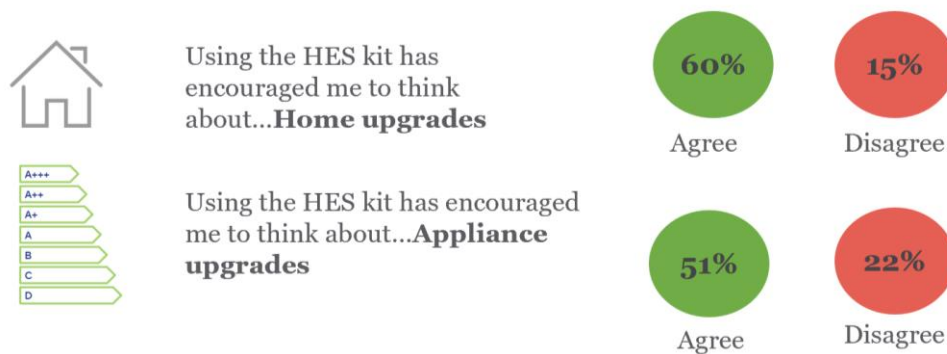 Using the HES kit has
encouraged me to think
about...Home upgrades
60%
Agree
15%
Disagree
A+++
A++
A+
A
B
C
D
Using the HES kit has encouraged
me to think about...Appliance
upgrades
51%
Agree
22%
Disagree